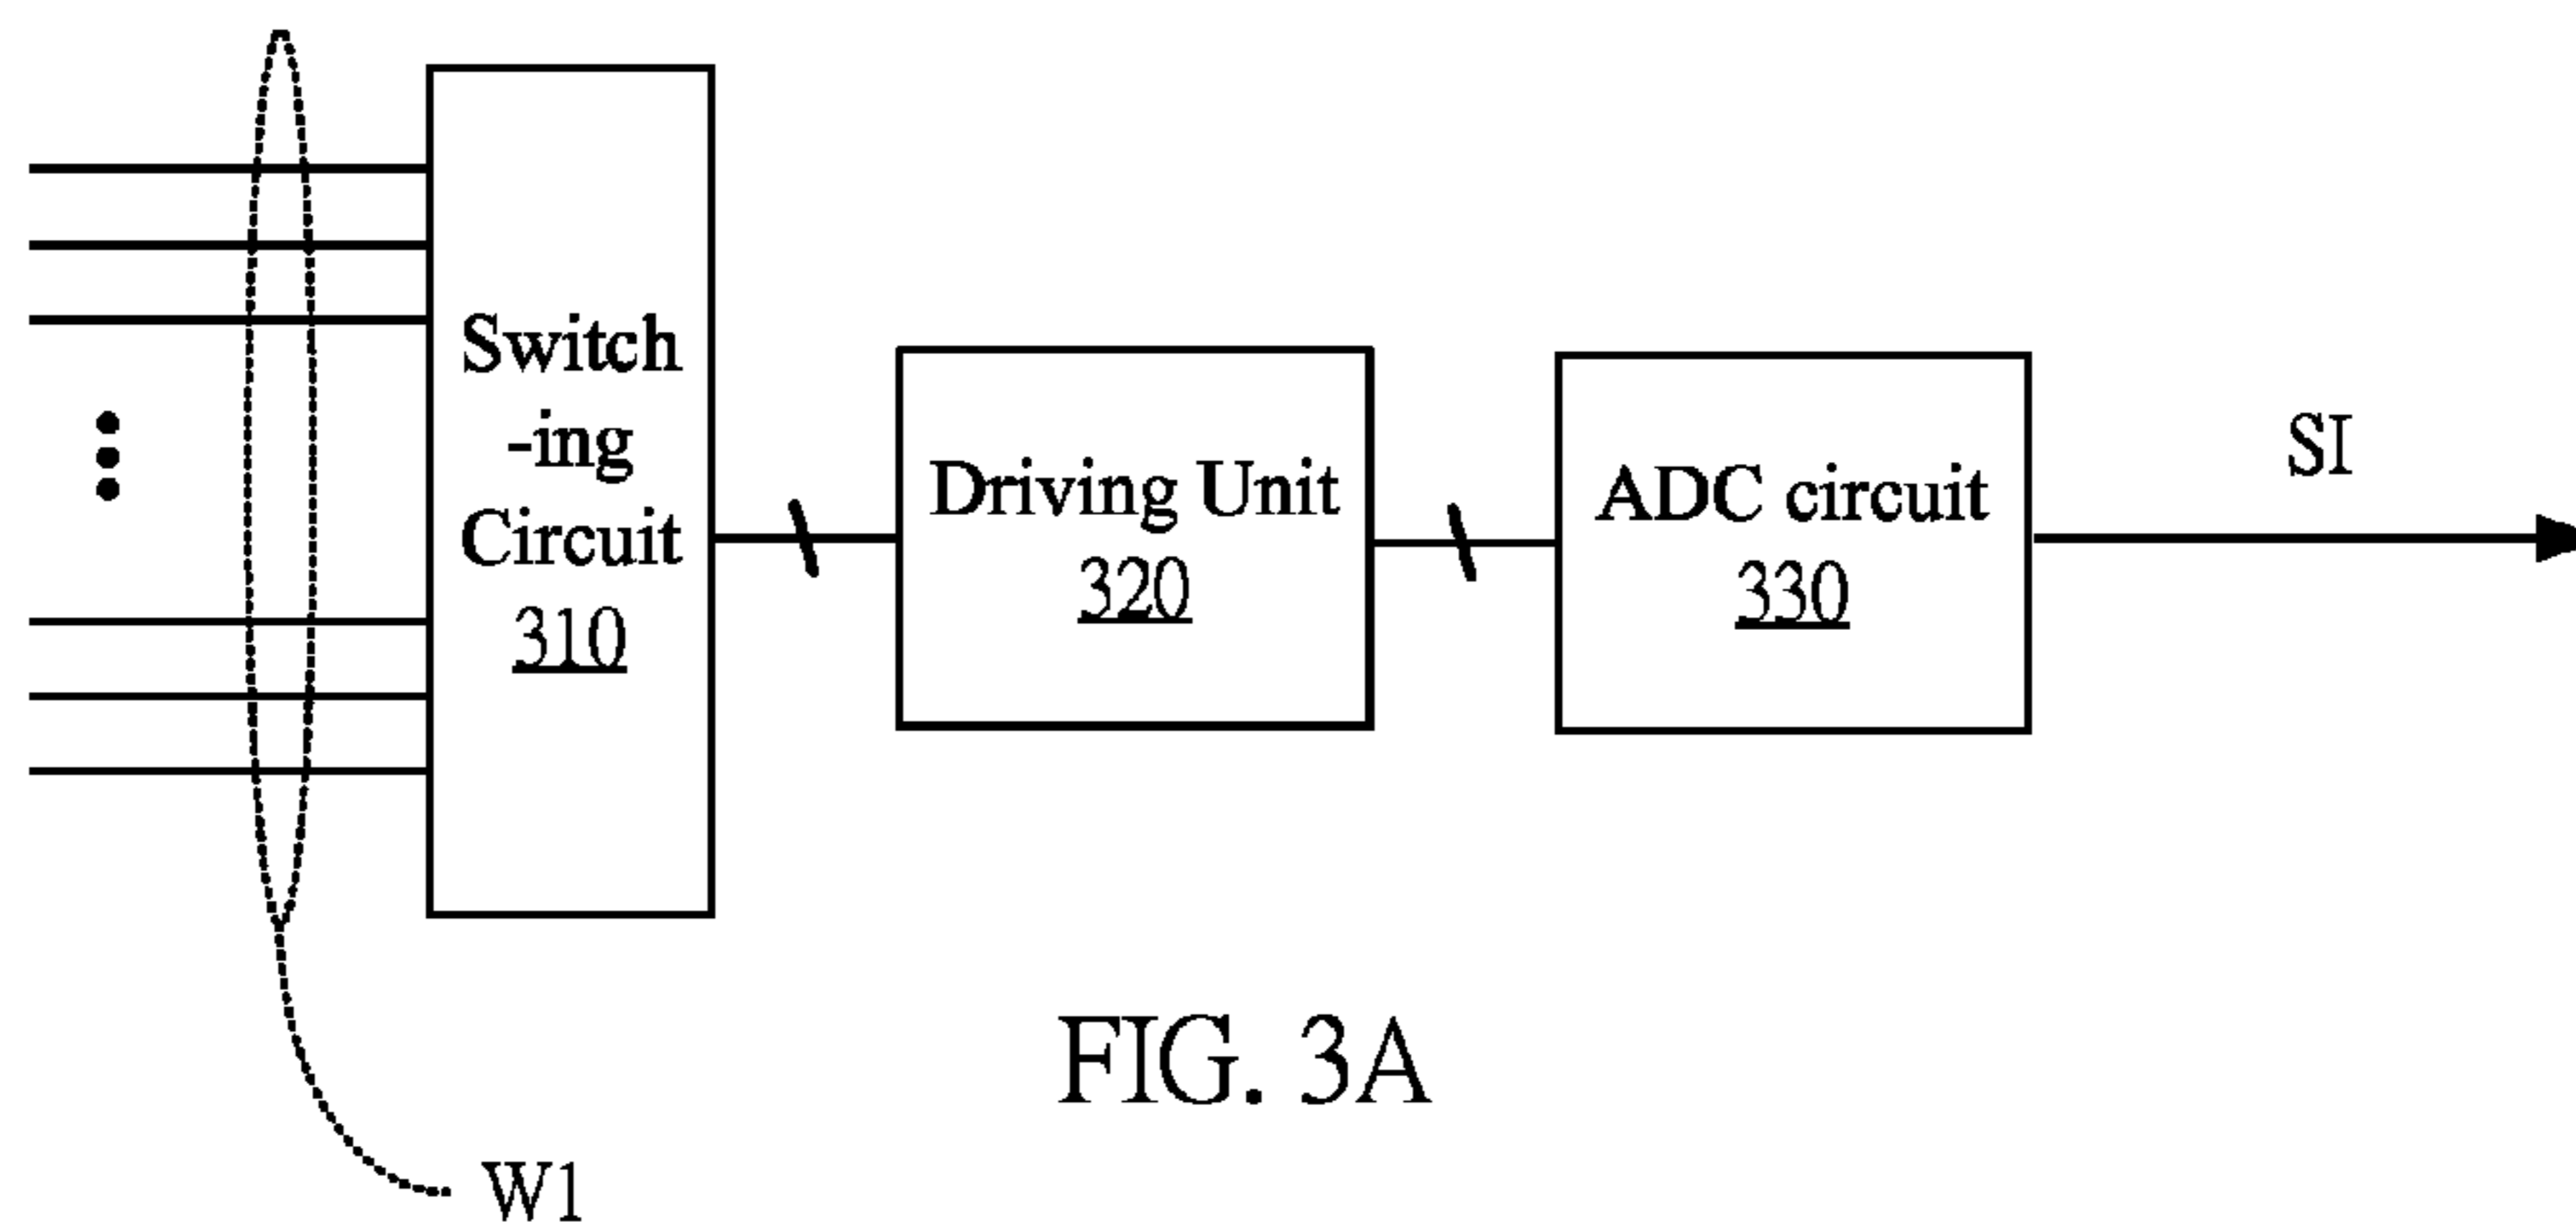 Switch
-ing
Circuit
310
Driving Unit
320
ADC circuit
330
SI
FIG. 3A
W1